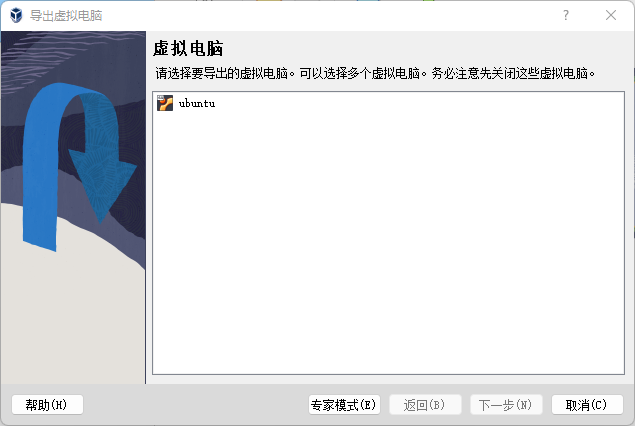 导出虚拟电脑
虚拟电脑
请选择要导出的虚拟电脑。可以选择多个虚拟电脑。务必注意先关闭这些虚拟电脑。
ubuntu
帮助(H) 专家模式(E) 返回(B) 下一步(N) 取消(C)